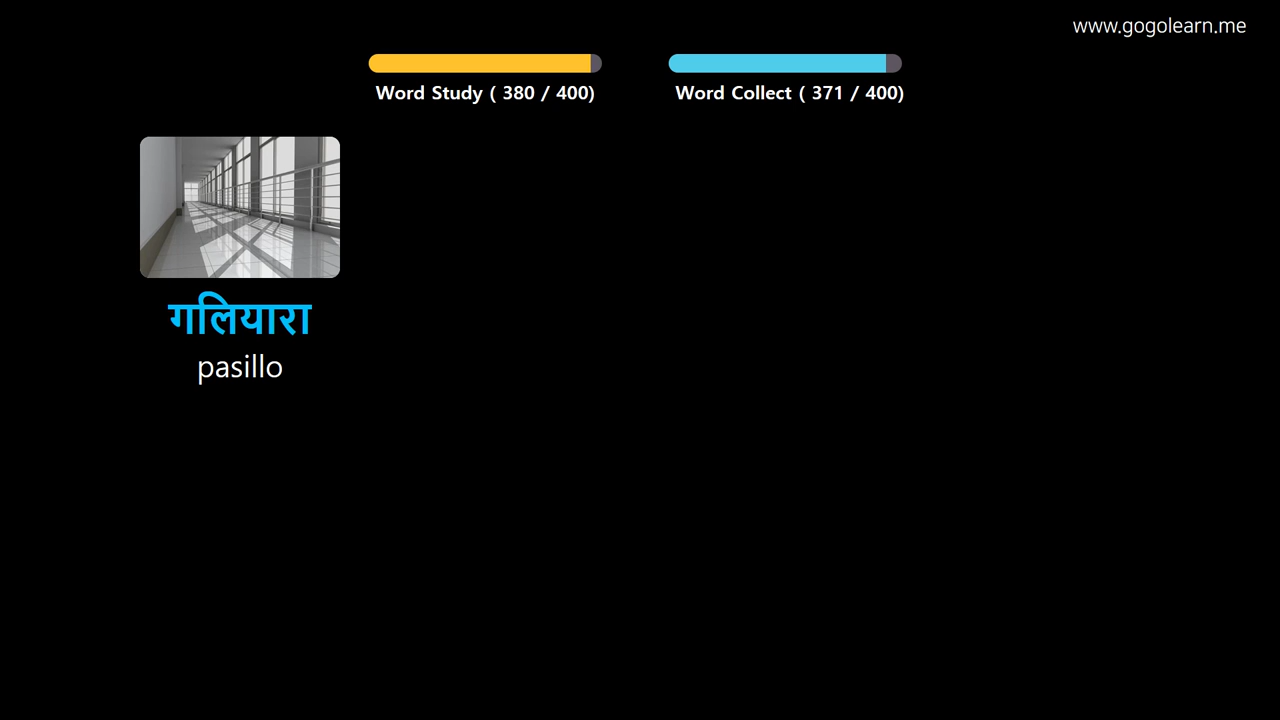 www.gogolearn.me
Word Study ( 380 / 400)
Word Collect ( 371 / 400)
गलियारा
pasillo